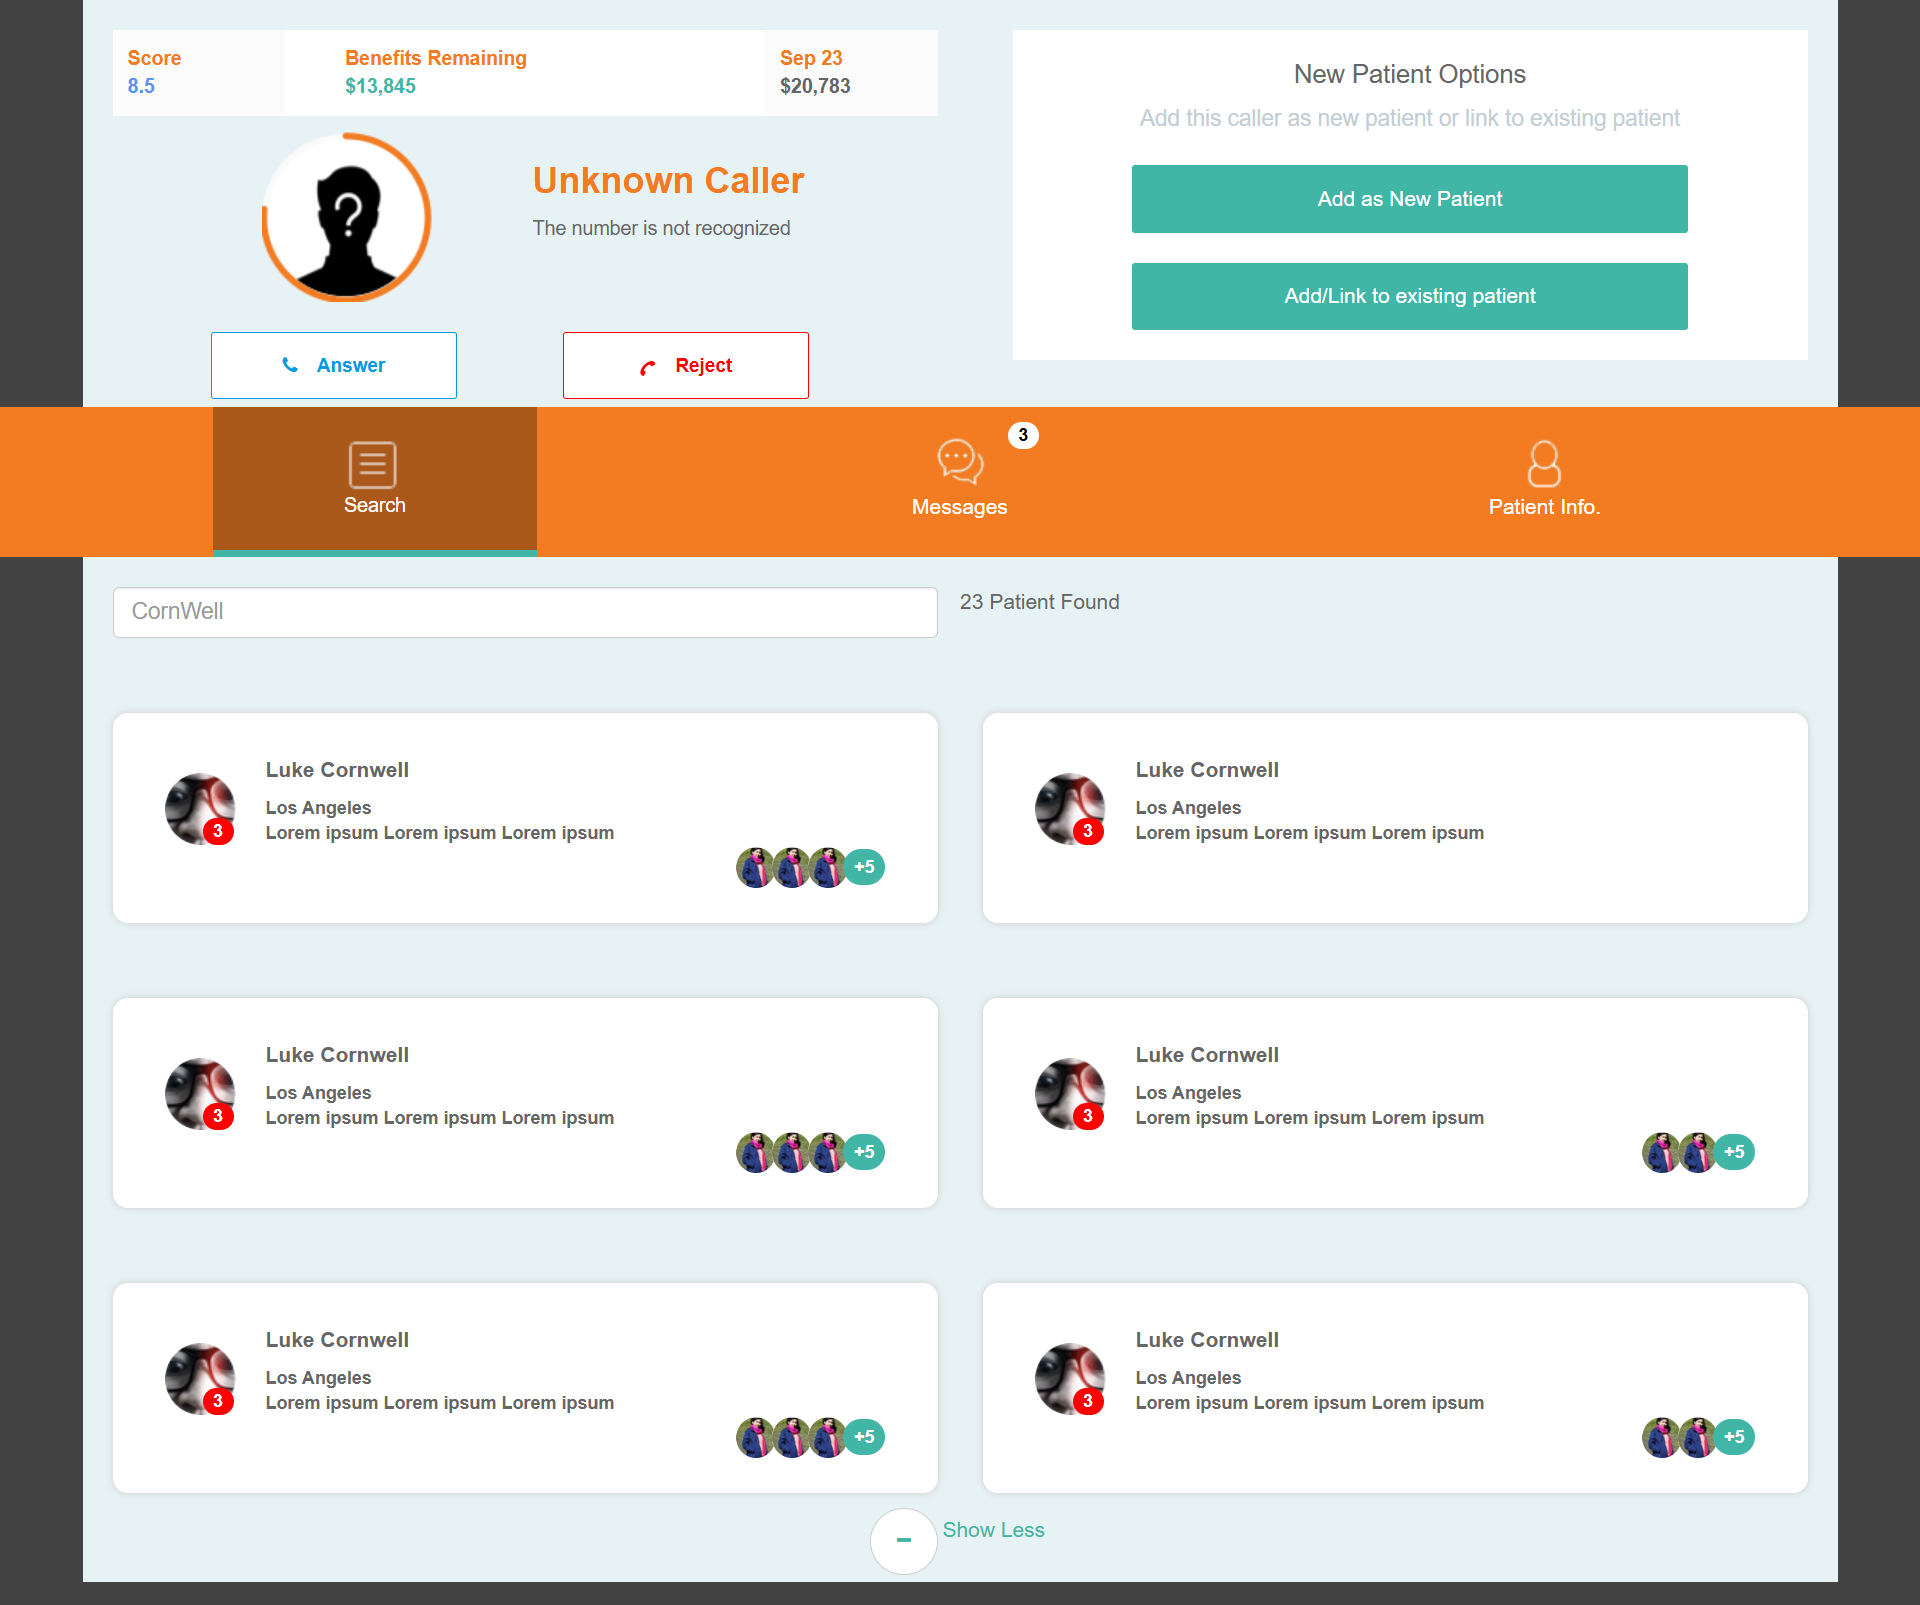 Score
8.5
Benefits Remaining
$13,845
Sep 23
$20,783
Unknown Caller
The number is not recognized
Answer
Reject
New Patient Options
Add this caller as new patient or link to existing patient
Add as New Patient
Add/Link to existing patient
Search
Messages
3
Patient Info.
CornWell
23 Patient Found
Luke Cornwell
Los Angeles
Lorem ipsum Lorem ipsum Lorem ipsum
3
+5
Luke Cornwell
Los Angeles
Lorem ipsum Lorem ipsum Lorem ipsum
3
Luke Cornwell
Los Angeles
Lorem ipsum Lorem ipsum Lorem ipsum
3
+5
Luke Cornwell
Los Angeles
Lorem ipsum Lorem ipsum Lorem ipsum
3
+5
Luke Cornwell
Los Angeles
Lorem ipsum Lorem ipsum Lorem ipsum
3
+5
Luke Cornwell
Los Angeles
Lorem ipsum Lorem ipsum Lorem ipsum
3
+5
Show Less